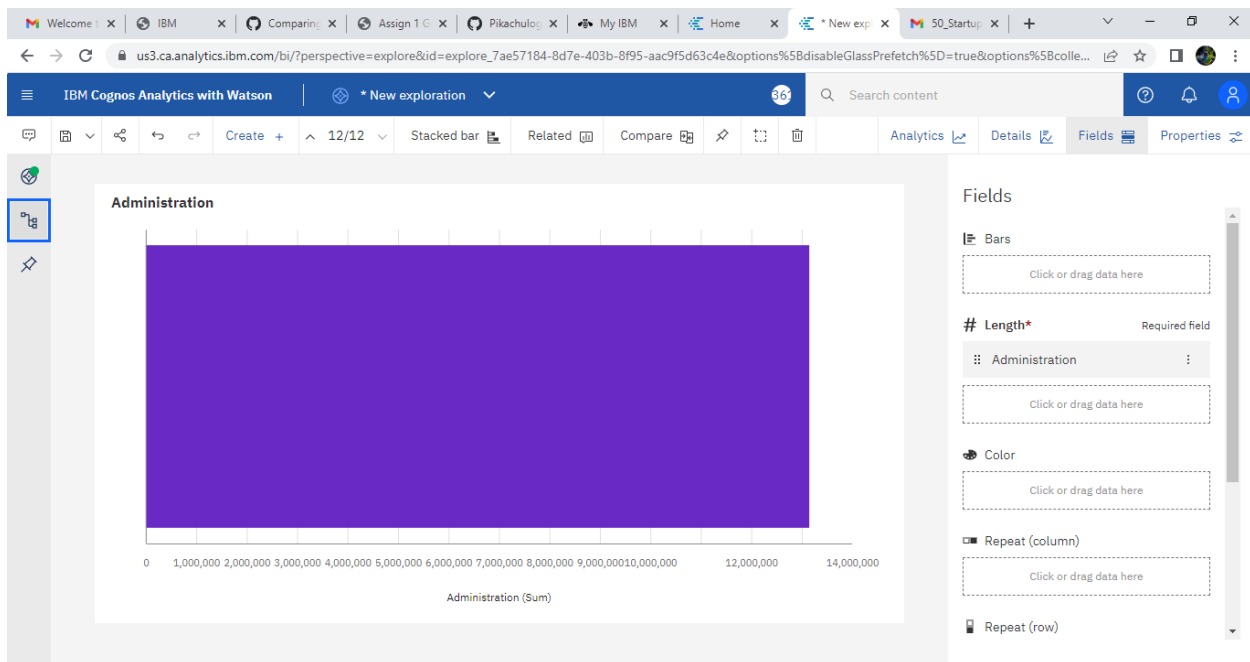 Welcome t
IBM
Comparing
Assign 1 G
Pikachulog
My IBM
Home
* New expl
50_Startup
us3.ca.analytics.ibm.com/bi/?perspective=explore&id=explore_7ae57184-8d7e-403b-8f95-aac9f5d63c4e&options%5BdisableGlassPrefetch%5D=true&options%5Bcolle...
IBM Cognos Analytics with Watson
* New exploration
363
Search content
Create +
12/12
Stacked bar
Related
Compare
Analytics
Details
Fields
Properties
Administration
0 1,000,000 2,000,000 3,000,000 4,000,000 5,000,000 6,000,000 7,000,000 8,000,000 9,000,00010,000,000 12,000,000 14,000,000
Administration (Sum)
Fields
Bars
Click or drag data here
# Length* Required field
Administration
Click or drag data here
Color
Click or drag data here
Repeat (column)
Click or drag data here
Repeat (row)